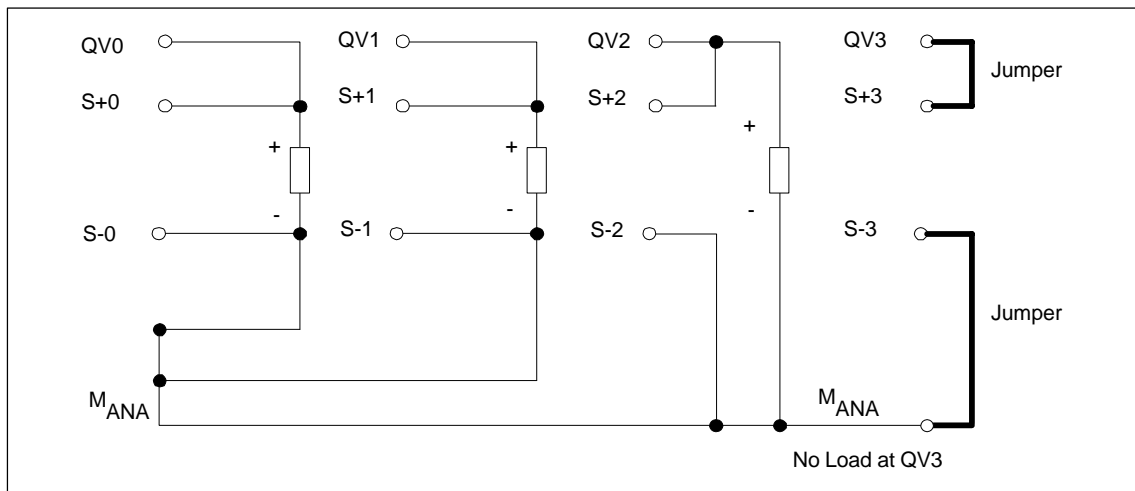 QV0 QV1 QV2 QV3
Jumper
S+0 S+1 S+2 S+3
+ + +
- - -
S-0 S-1 S-2 S-3
Jumper
MANA MANA
No Load at QV3